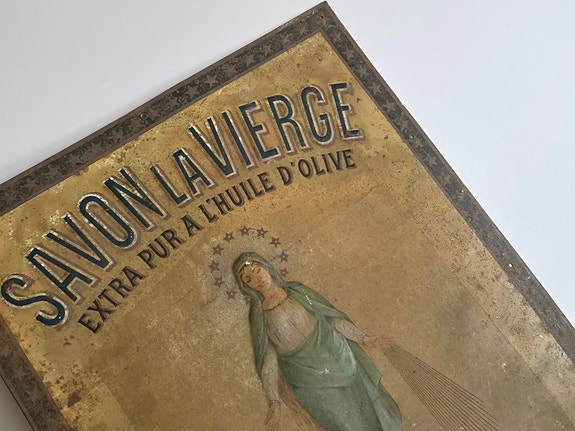 SAVON LA VIERGE
EXTRA PUR A L'HUILE D'OLIVE